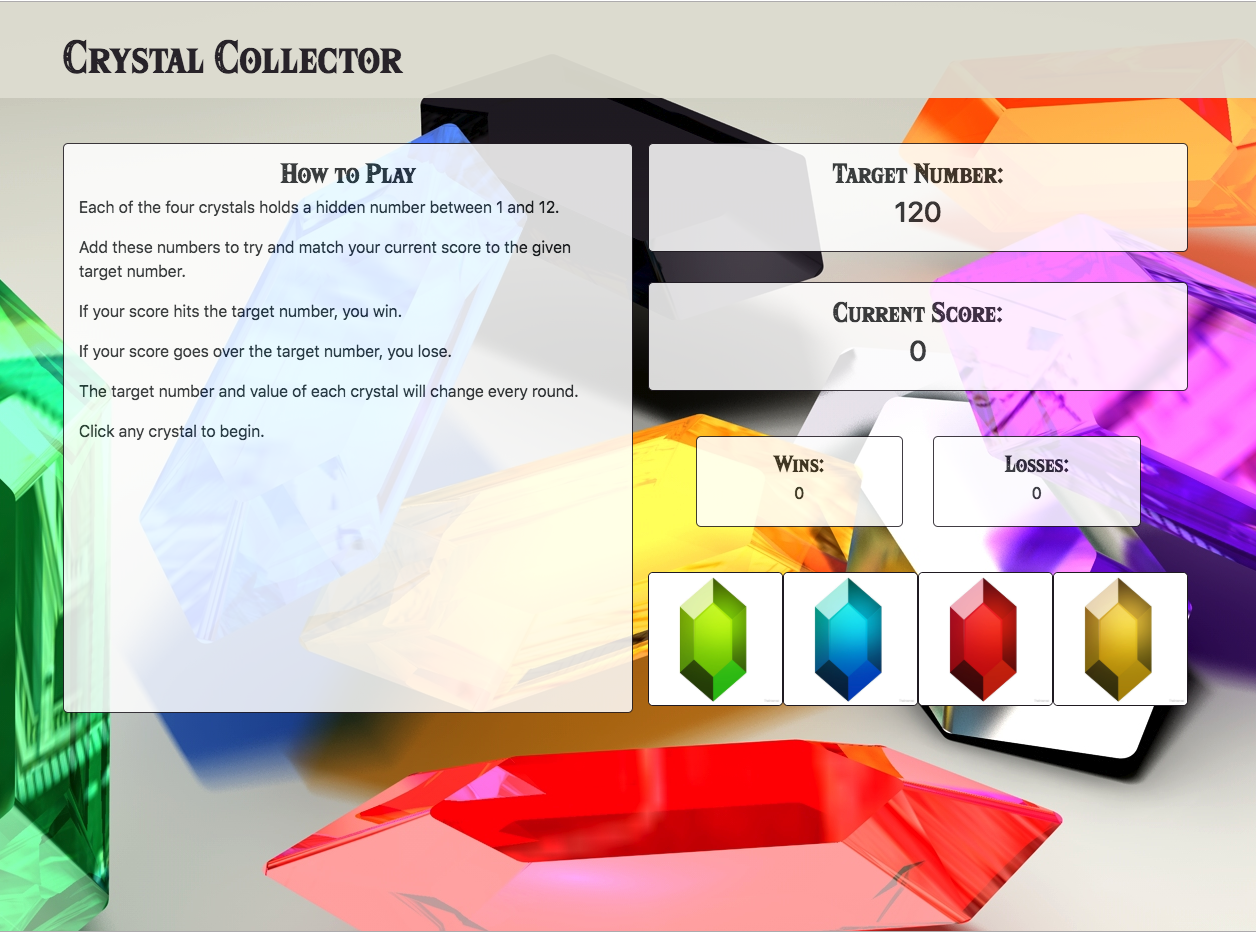 Crystal Collector
How to Play
Each of the four crystals holds a hidden number between 1 and 12.
Add these numbers to try and match your current score to the given
target number.
If your score hits the target number, you win.
If your score goes over the target number, you lose.
The target number and value of each crystal will change every round.
Click any crystal to begin.
Target Number:
120
Current Score:
0
Wins:
0
Losses:
0